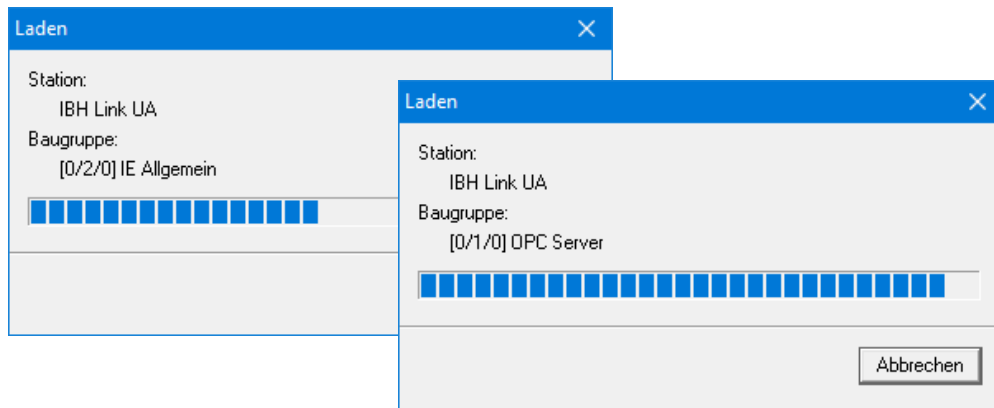 Laden
Station:
IBH Link UA
Baugruppe:
[0/2/0] IE Allgemein
Laden
Station:
IBH Link UA
Baugruppe:
[0/1/0] OPC Server
Abbrechen